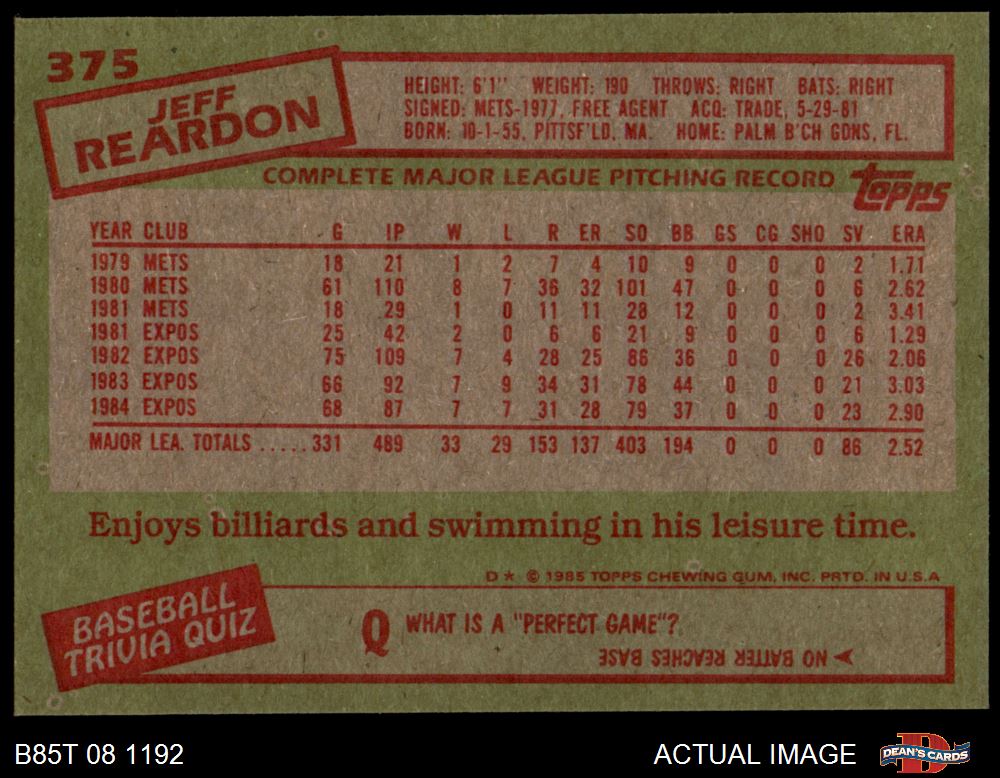 375
JEFF
REARDON
HEIGHT: 6'1" WEIGHT: 190 THROWS: RIGHT BATS: RIGHT
SIGNED: METS-1977, FREE AGENT ACQ: TRADE, 5-29-81
BORN: 10-1-55, PITTSF'LD, MA. HOME: PALM B'CH GDNS, FL.
COMPLETE MAJOR LEAGUE PITCHING RECORD
topps
YEAR CLUB G IP W L R ER SO BB GS CG SHO SV ERA
1979 METS 18 21 1 2 7 4 10 9 0 0 0 2 1.71
1980 METS 61 110 8 7 36 32 101 47 0 0 0 6 2.62
1981 METS 18 29 1 0 11 11 28 12 0 0 0 2 3.41
1981 EXPOS 25 42 2 0 6 6 21 9 0 0 0 6 1.29
1982 EXPOS 75 109 7 4 28 25 86 36 0 0 0 26 2.06
1983 EXPOS 66 92 7 9 34 31 78 44 0 0 0 21 3.03
1984 EXPOS 68 87 7 7 31 28 79 37 0 0 0 23 2.90
MAJOR LEA. TOTALS ..... 331 489 33 29 153 137 403 194 0 0 0 86 2.52
Enjoys billiards and swimming in his leisure time.
D* © 1985 TOPPS CHEWING GUM, INC. PRTD. IN U.S.A
BASEBALL
TRIVIA QUIZ
Q WHAT IS A "PERFECT GAME"?
➤ NO BATTER REACHES BASE
B85T 08 1192
ACTUAL IMAGE
D
DEAN'S CARDS